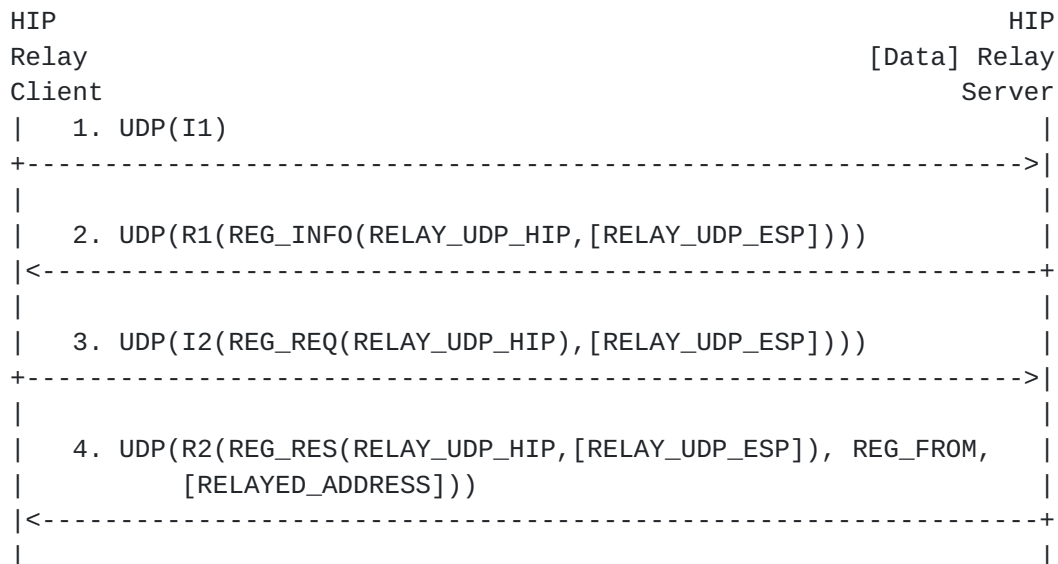 HIP                                                             HIP
Relay                                                  [Data] Relay
Client                                                       Server
|   1. UDP(I1)                                                    |
+---------------------------------------------------------------->|
|                                                                 |
|   2. UDP(R1(REG_INFO(RELAY_UDP_HIP,[RELAY_UDP_ESP])))           |
|<----------------------------------------------------------------+
|                                                                 |
|   3. UDP(I2(REG_REQ(RELAY_UDP_HIP),[RELAY_UDP_ESP])))           |
+---------------------------------------------------------------->|
|                                                                 |
|   4. UDP(R2(REG_RES(RELAY_UDP_HIP,[RELAY_UDP_ESP]), REG_FROM,   |
|          [RELAYED_ADDRESS]))                                    |
|<----------------------------------------------------------------+
|                                                                 |